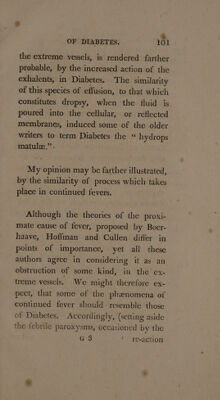 OF DIABETES. 101
the extreme vessels, is rendered farther
probable, by the increased action of the
exhalents, in Diabetes. The similarity
of this species of effusion, to that which
constitutes dropsy, when the fluid is
poured into the cellular, or reflected
membranes, induced some of the older
writers to term Diabetes the “ hydrops
matulæ.”
My opinion may be farther illustrated,
by the similarity of process which takes
place in continued fevers.
Although the theories of the proxi-
mate cause of fever, proposed by Boer-
haave, Hoffman and Cullen differ in
points of importance, yet all these
authors agree in considering it as an
obstruction of some kind, in the ex-
treme vessels. We might therefore ex-
pect, that some of the phænomena of
continued fever should resemble those
of Diabetes. Accordingly, (setting aside
the febrile paroxysms, occasioned by the
G 3 re-action